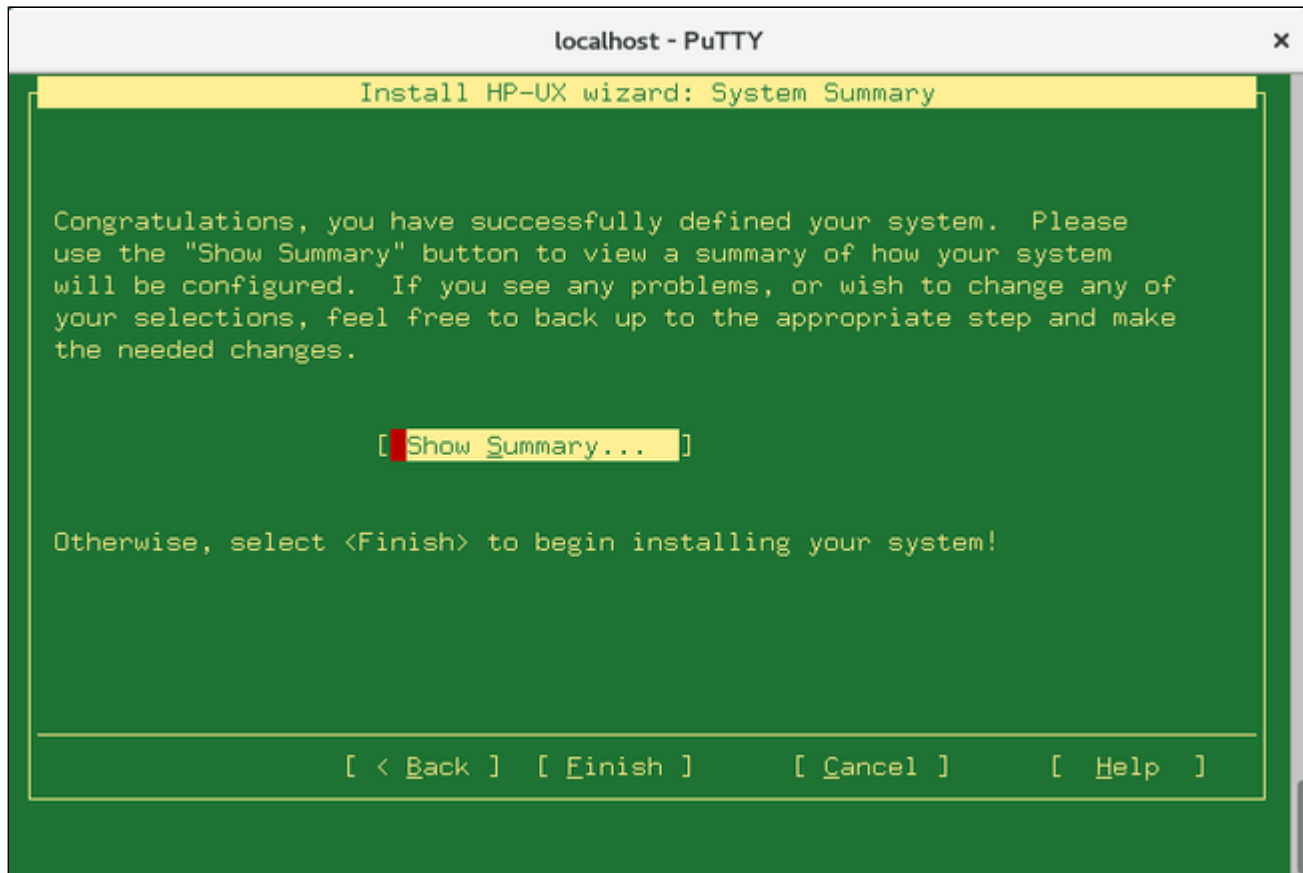 localhost - PuTTY
×
Install HP-UX wizard: System Summary
Congratulations, you have successfully defined your system.  Please
use the "Show Summary" button to view a summary of how your system
will be configured.  If you see any problems, or wish to change any of
your selections, feel free to back up to the appropriate step and make
the needed changes.
[ Show Summary... ]
Otherwise, select <Finish> to begin installing your system!
[ < Back ]  [ Finish ]  [ Cancel ]  [ Help ]